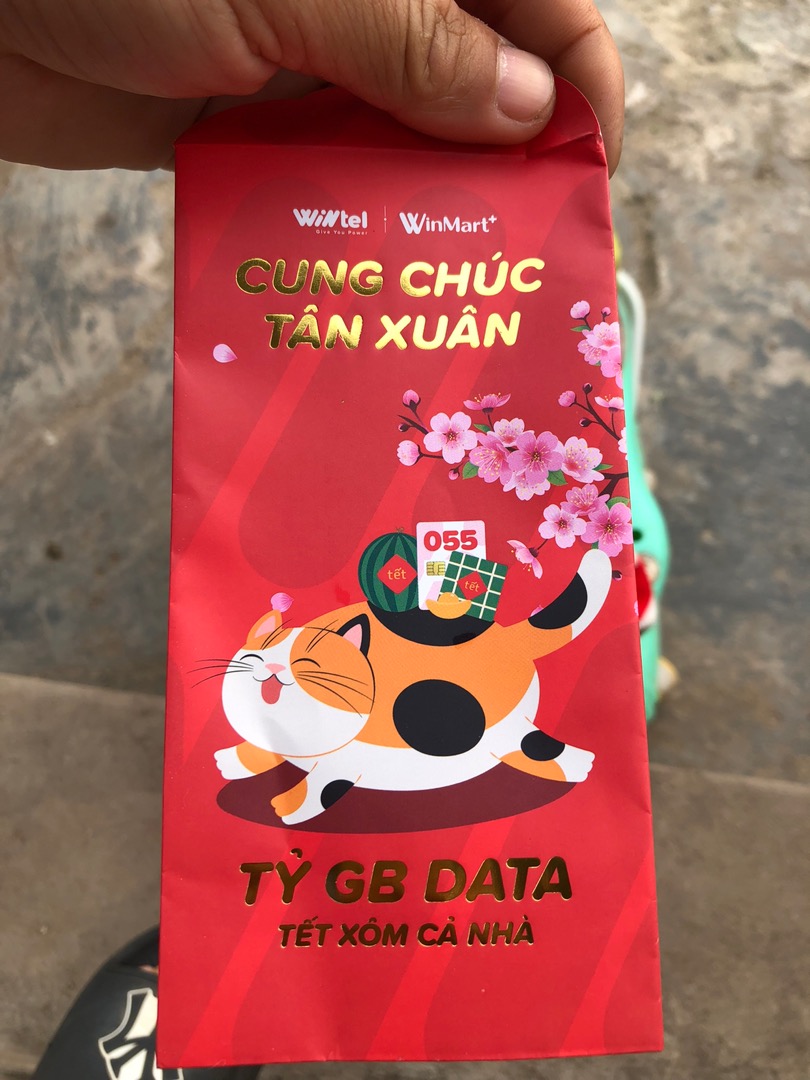 WiNtel
Give You Power
WinMart+
CUNG CHÚC
TÂN XUÂN
055
tết
tết
TỶ GB DATA
TẾT XÔM CẢ NHÀ